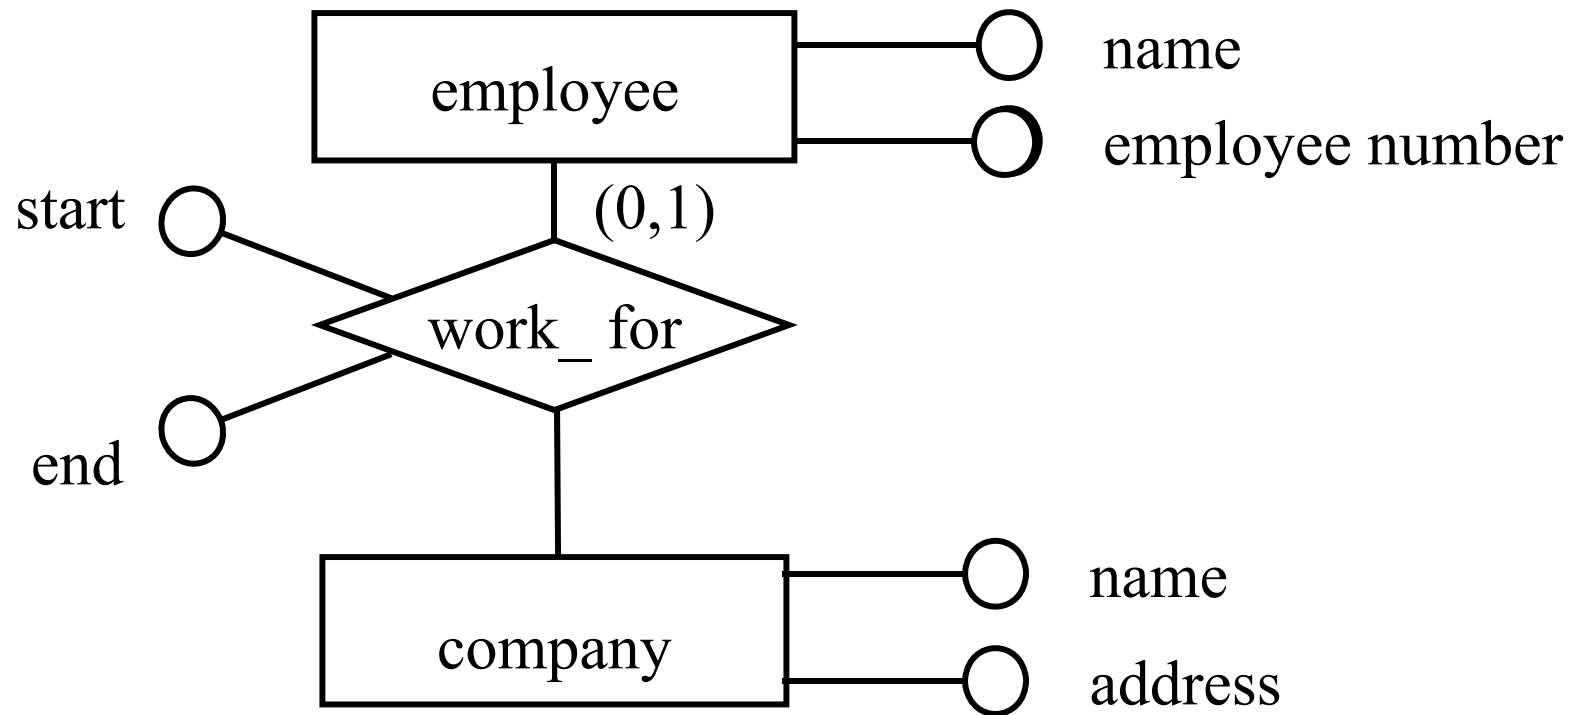 name
employee
employee number
start
(0,1)
work_ for
end
name
company
address